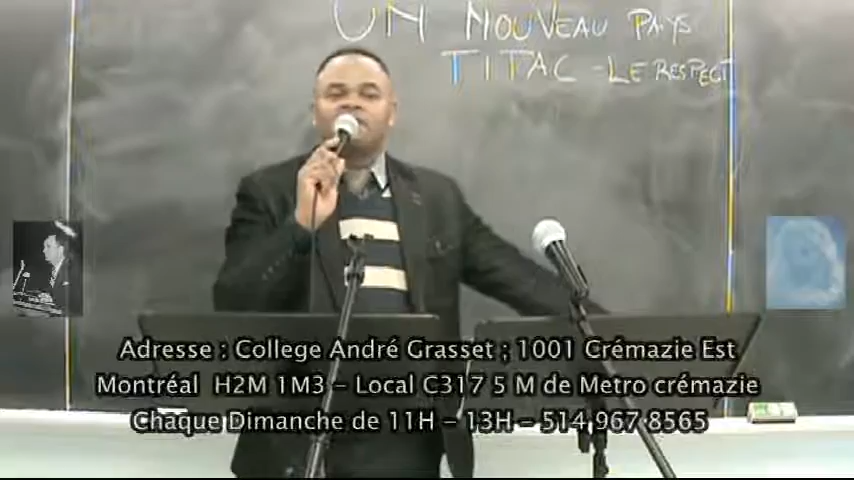 UN NOUVEAU PAYS
TITAC - LE RESPECT
Adresse : College André Grasset ; 1001 Crémazie Est
Montréal H2M 1M3 – Local C317 5 M de Metro crémazie
Chaque Dimanche de 11H – 13H – 514 967 8565